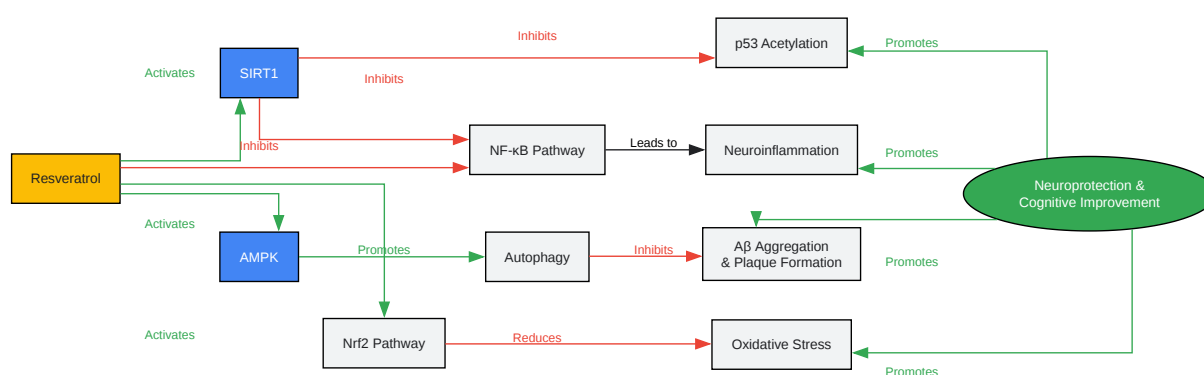 Inhibits
p53 Acetylation
Promotes
Activates
SIRT1
Inhibits
Inhibits
NF-κB Pathway
Leads to
Neuroinflammation
Promotes
Resveratrol
Neuroprotection &
Cognitive Improvement
Activates
AMPK
Promotes
Autophagy
Inhibits
Aβ Aggregation
& Plaque Formation
Promotes
Activates
Nrf2 Pathway
Reduces
Oxidative Stress
Promotes